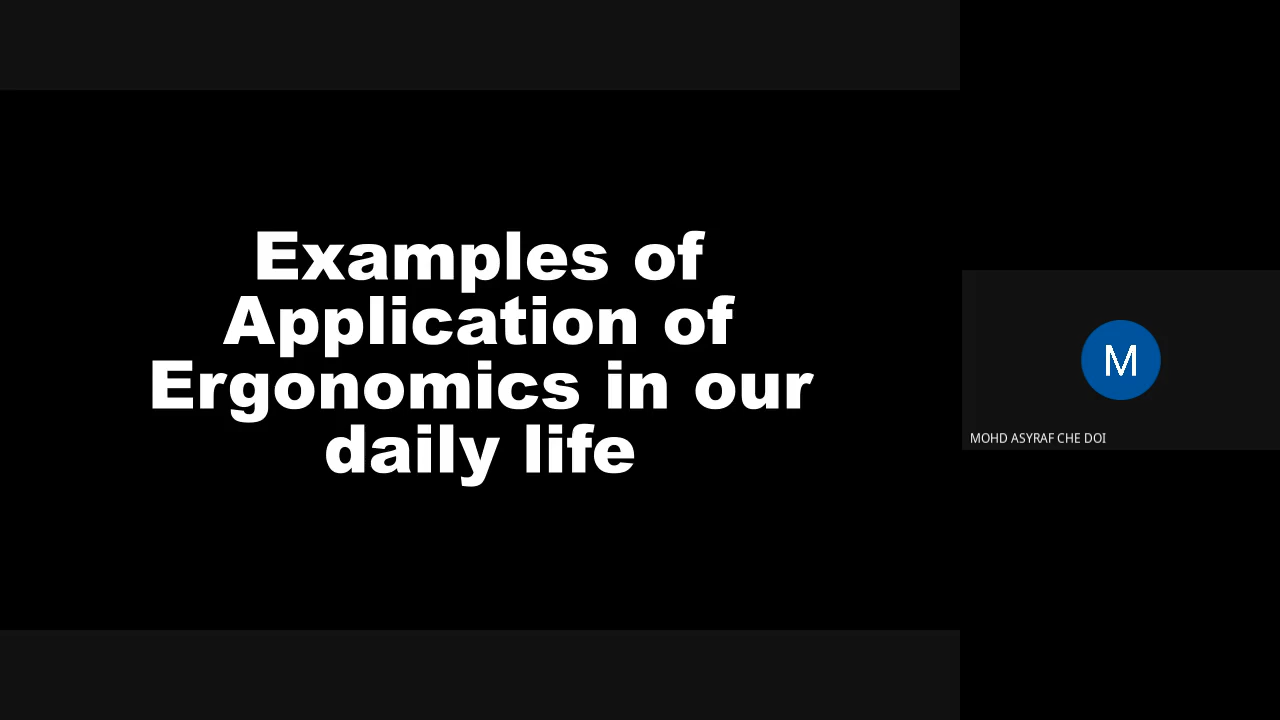 Examples of
Application of
Ergonomics in our
daily life
M
MOHD ASYRAF CHE DOI